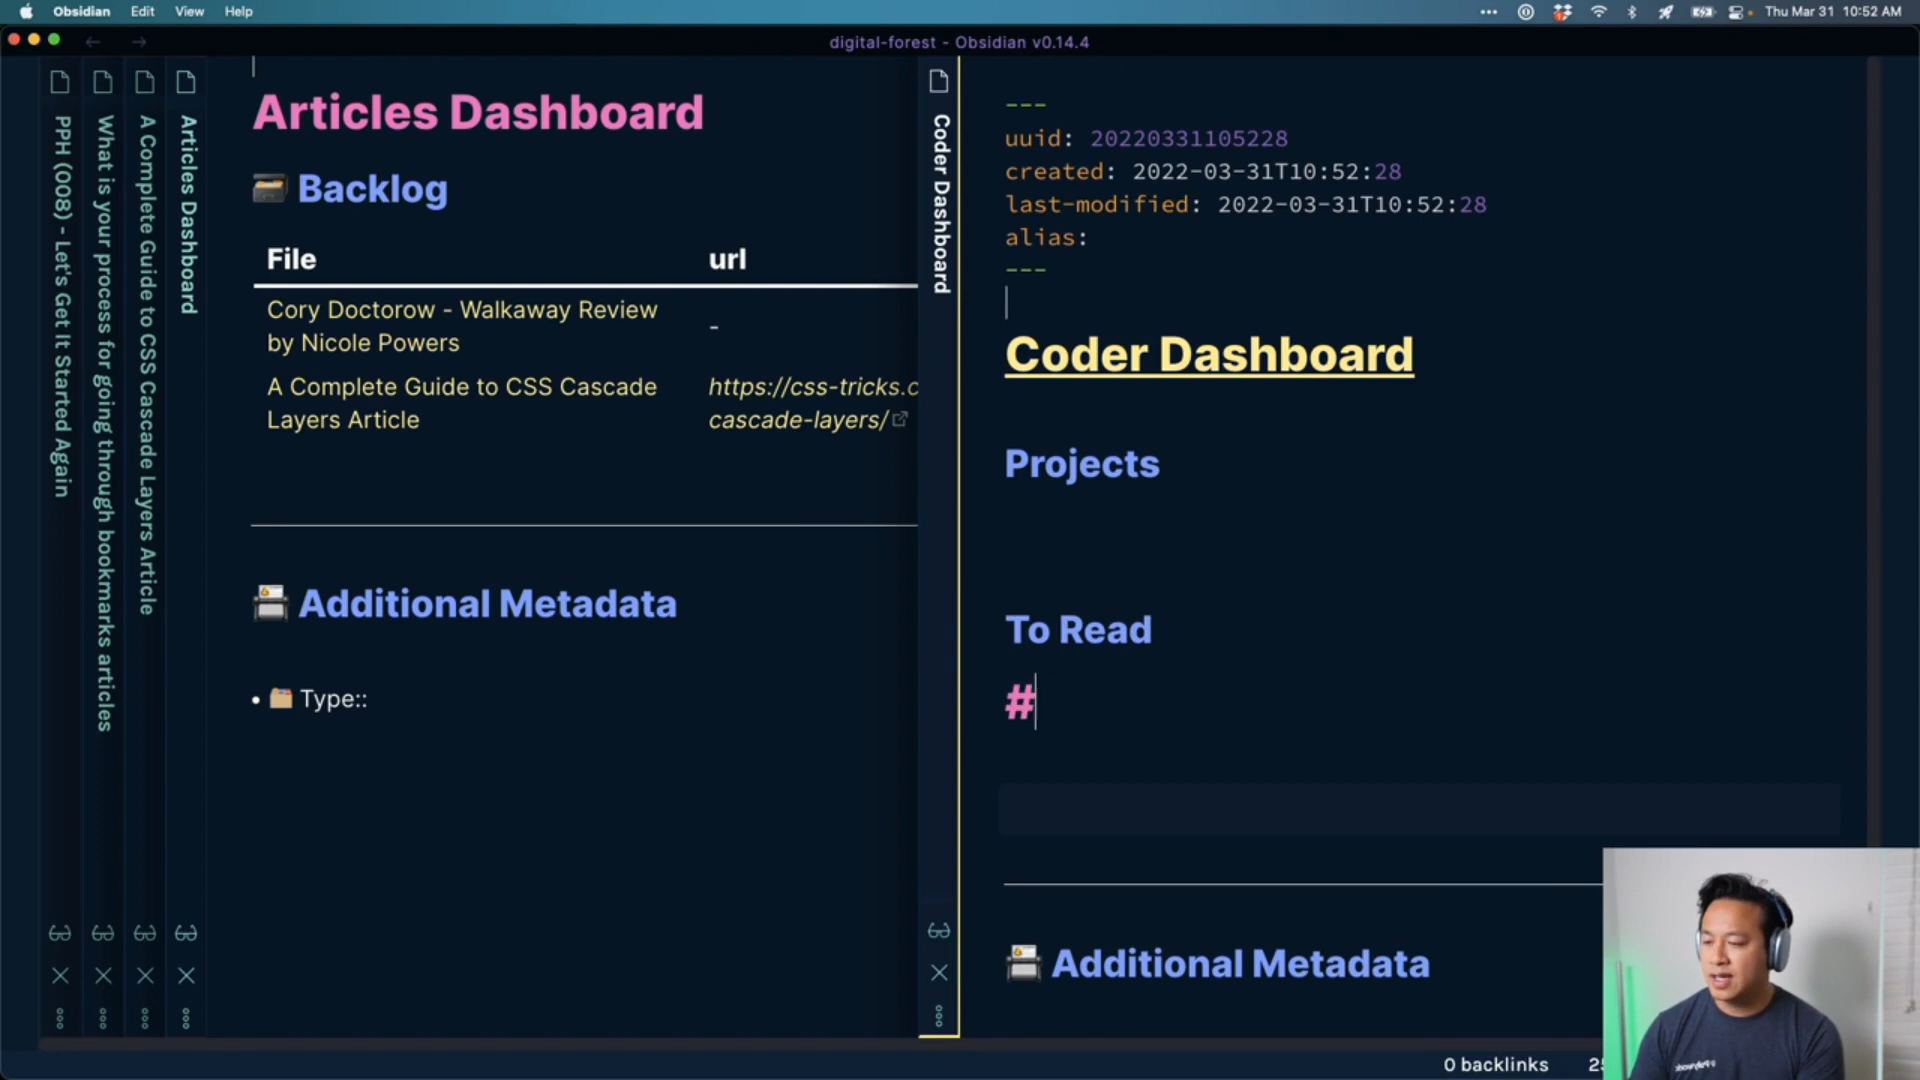 Obsidian Edit View Help
Thu Mar 31 10:52 AM
digital-forest - Obsidian v0.14.4
PPH (008) - Let's Get It Started Again
What is your process for going through bookmarks articles
A Complete Guide to CSS Cascade Layers Article
Articles Dashboard
Articles Dashboard
Backlog
File url
Cory Doctorow - Walkaway Review
by Nicole Powers
-
A Complete Guide to CSS Cascade
Layers Article
https://css-tricks.c
cascade-layers/
Additional Metadata
• Type::
Coder Dashboard
---
uuid: 20220331105228
created: 2022-03-31T10:52:28
last-modified: 2022-03-31T10:52:28
alias:
---
Coder Dashboard
Projects
To Read
#
Additional Metadata
0 backlinks